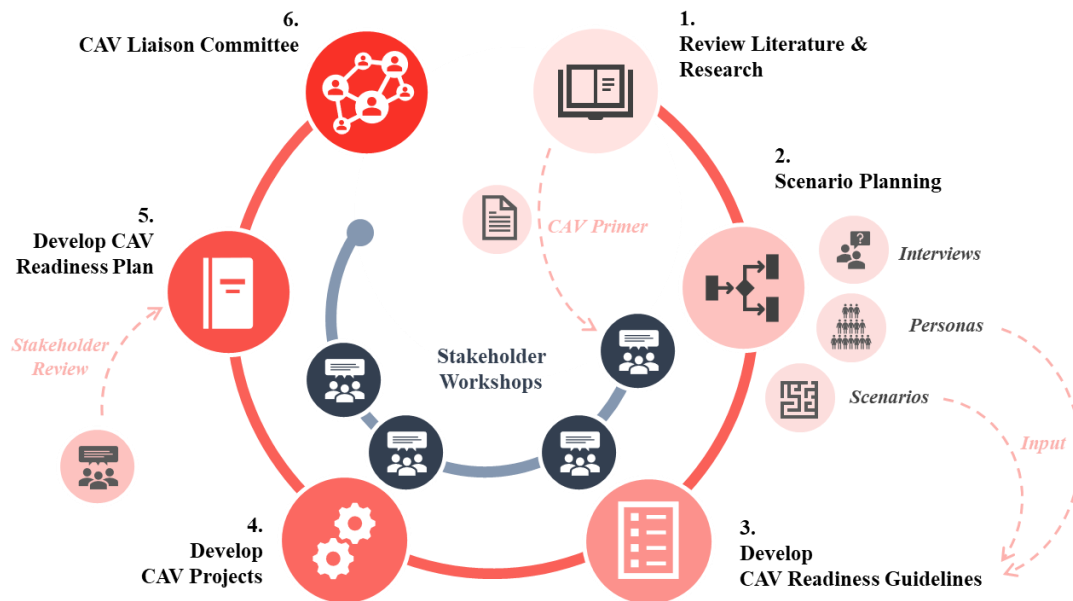 6.
CAV Liaison Committee
1.
Review Literature &
Research
2.
Scenario Planning
5.
Develop CAV
Readiness Plan
CAV Primer
Interviews
Personas
Stakeholder
Review
Stakeholder
Workshops
Scenarios
Input
4.
Develop
CAV Projects
3.
Develop
CAV Readiness Guidelines
?